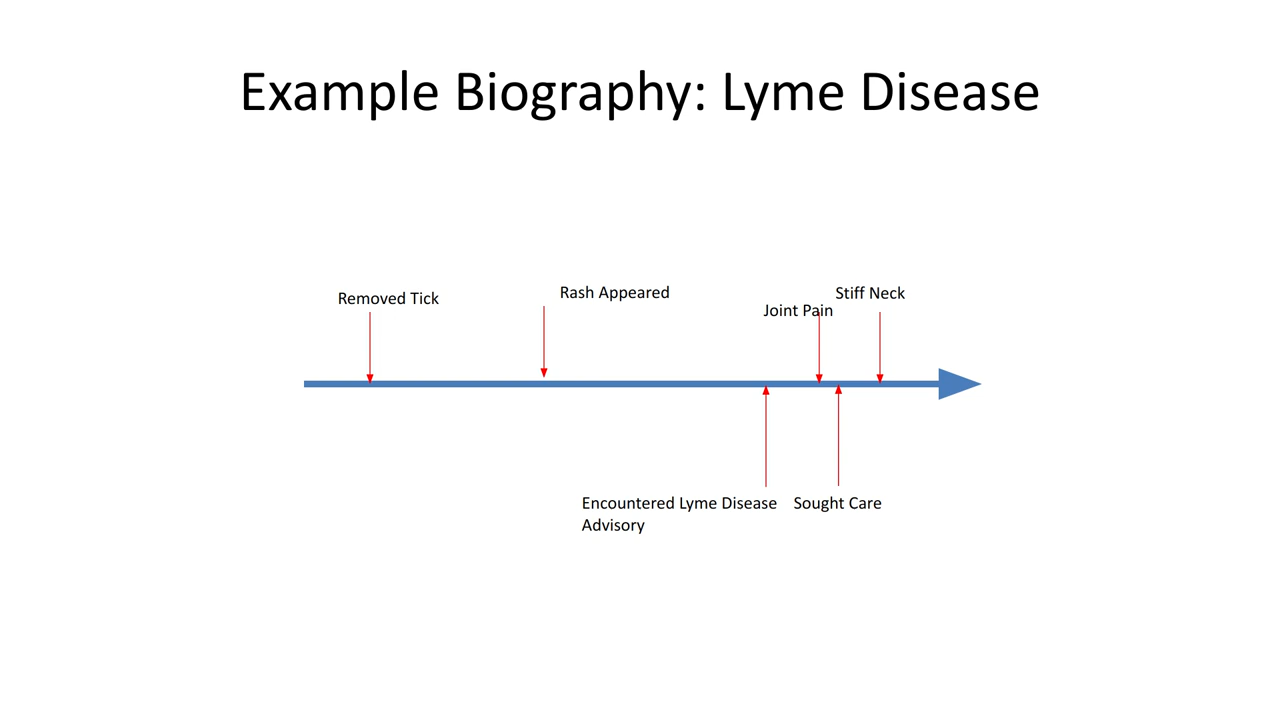 Example Biography: Lyme Disease
Removed Tick
Rash Appeared
Joint Pain
Stiff Neck
Encountered Lyme Disease
Advisory
Sought Care